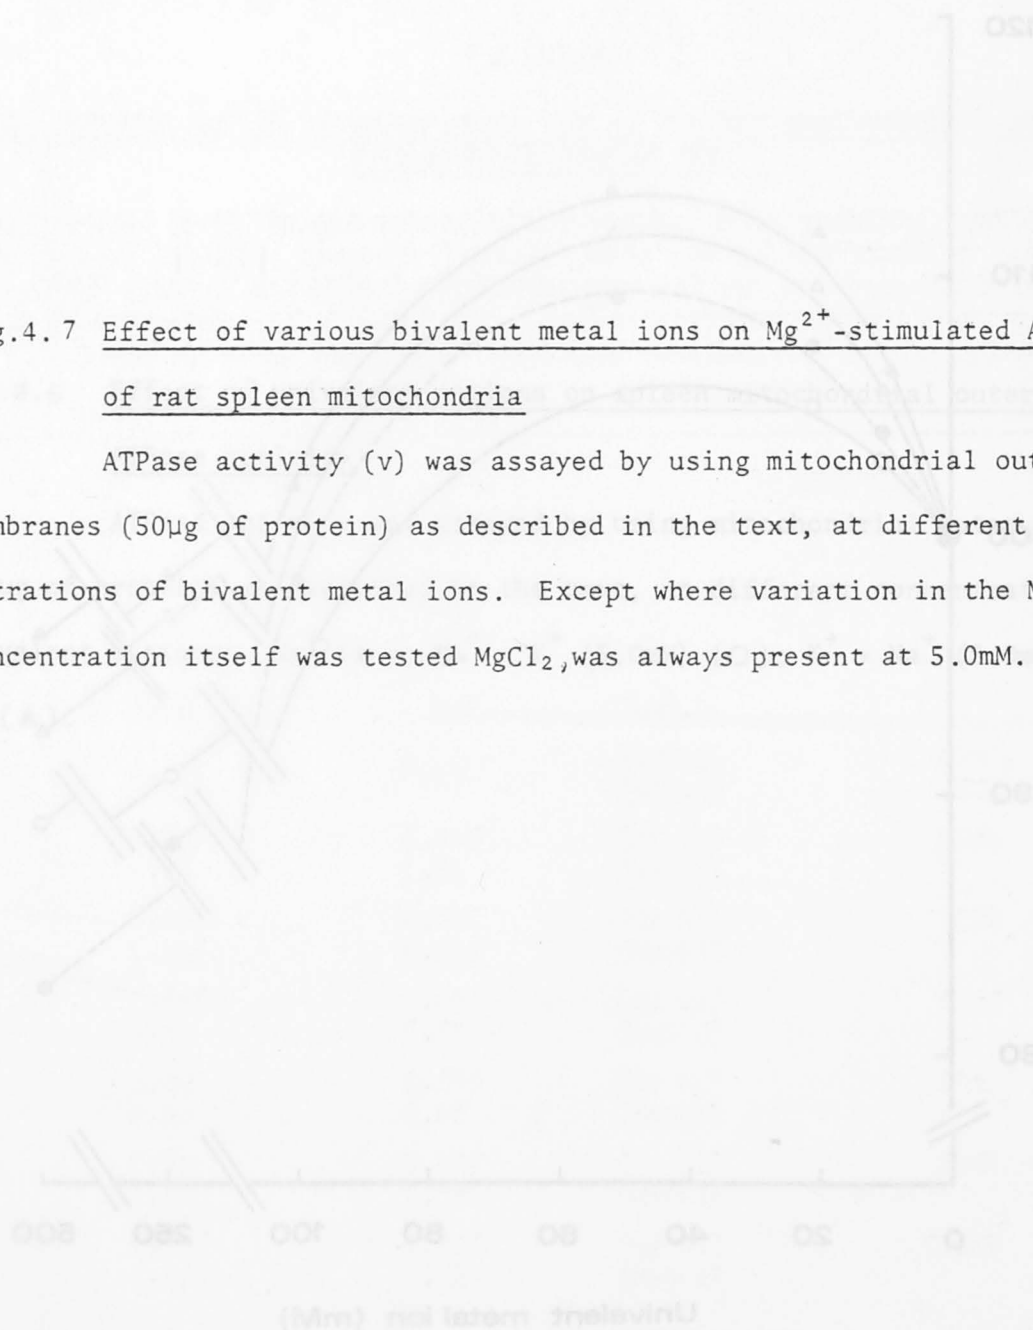 g.4.7 Effect of various bivalent metal ions on Mg²⁺-stimulated A
of rat spleen mitochondria
ATPase activity (v) was assayed by using mitochondrial out
mbranes (50μg of protein) as described in the text, at different
trations of bivalent metal ions. Except where variation in the M
ncentration itself was tested MgCl₂,was always present at 5.0mM.